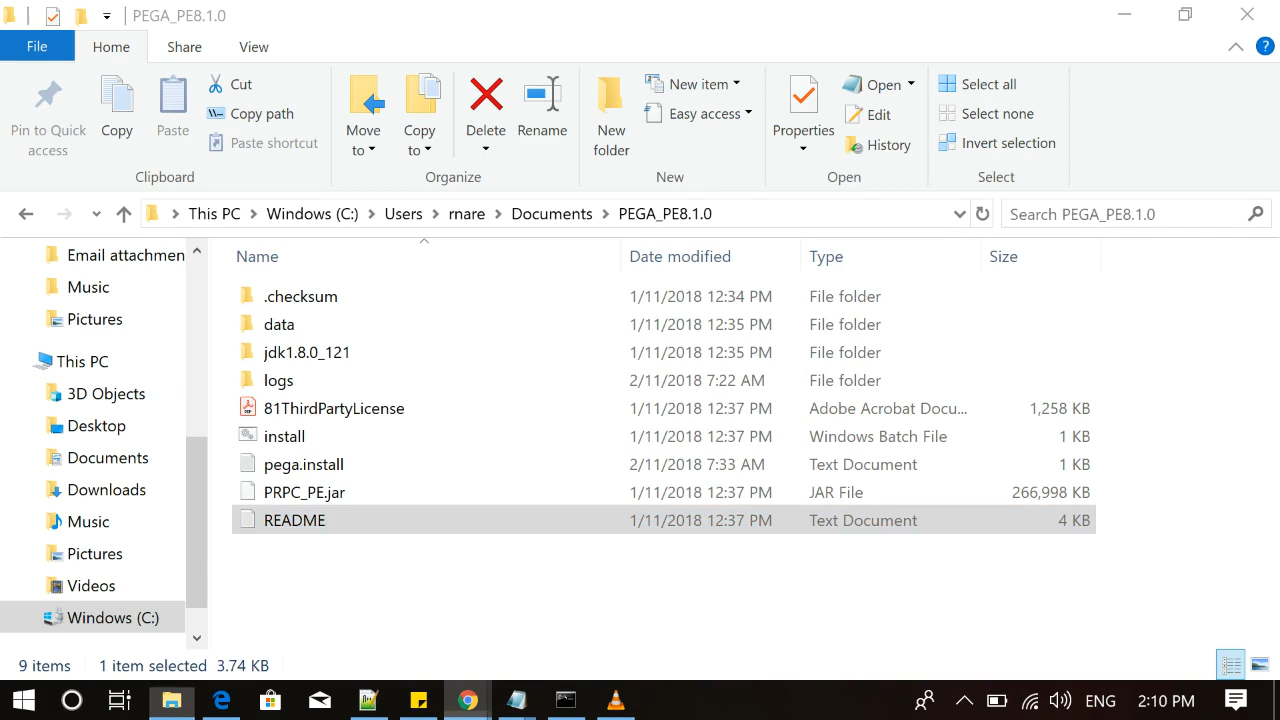 PEGA_PE8.1.0
File Home Share View
Pin to Quick access
Copy
Paste
Cut
Copy path
Paste shortcut
Clipboard
Move to
Copy to
Delete
Rename
Organize
New folder
New item
Easy access
New
Properties
Open
Edit
History
Open
Select all
Select none
Invert selection
Select
This PC Windows (C:) Users rnare Documents PEGA_PE8.1.0
Search PEGA_PE8.1.0
Email attachmen
Music
Pictures
This PC
3D Objects
Desktop
Documents
Downloads
Music
Pictures
Videos
Windows (C:)
Name Date modified Type Size
.checksum 1/11/2018 12:34 PM File folder
data 1/11/2018 12:35 PM File folder
jdk1.8.0_121 1/11/2018 12:35 PM File folder
logs 2/11/2018 7:22 AM File folder
81ThirdPartyLicense 1/11/2018 12:37 PM Adobe Acrobat Docu... 1,258 KB
install 1/11/2018 12:37 PM Windows Batch File 1 KB
pega.install 2/11/2018 7:33 AM Text Document 1 KB
PRPC_PE.jar 1/11/2018 12:37 PM JAR File 266,998 KB
README 1/11/2018 12:37 PM Text Document 4 KB
9 items 1 item selected 3.74 KB
ENG 2:10 PM